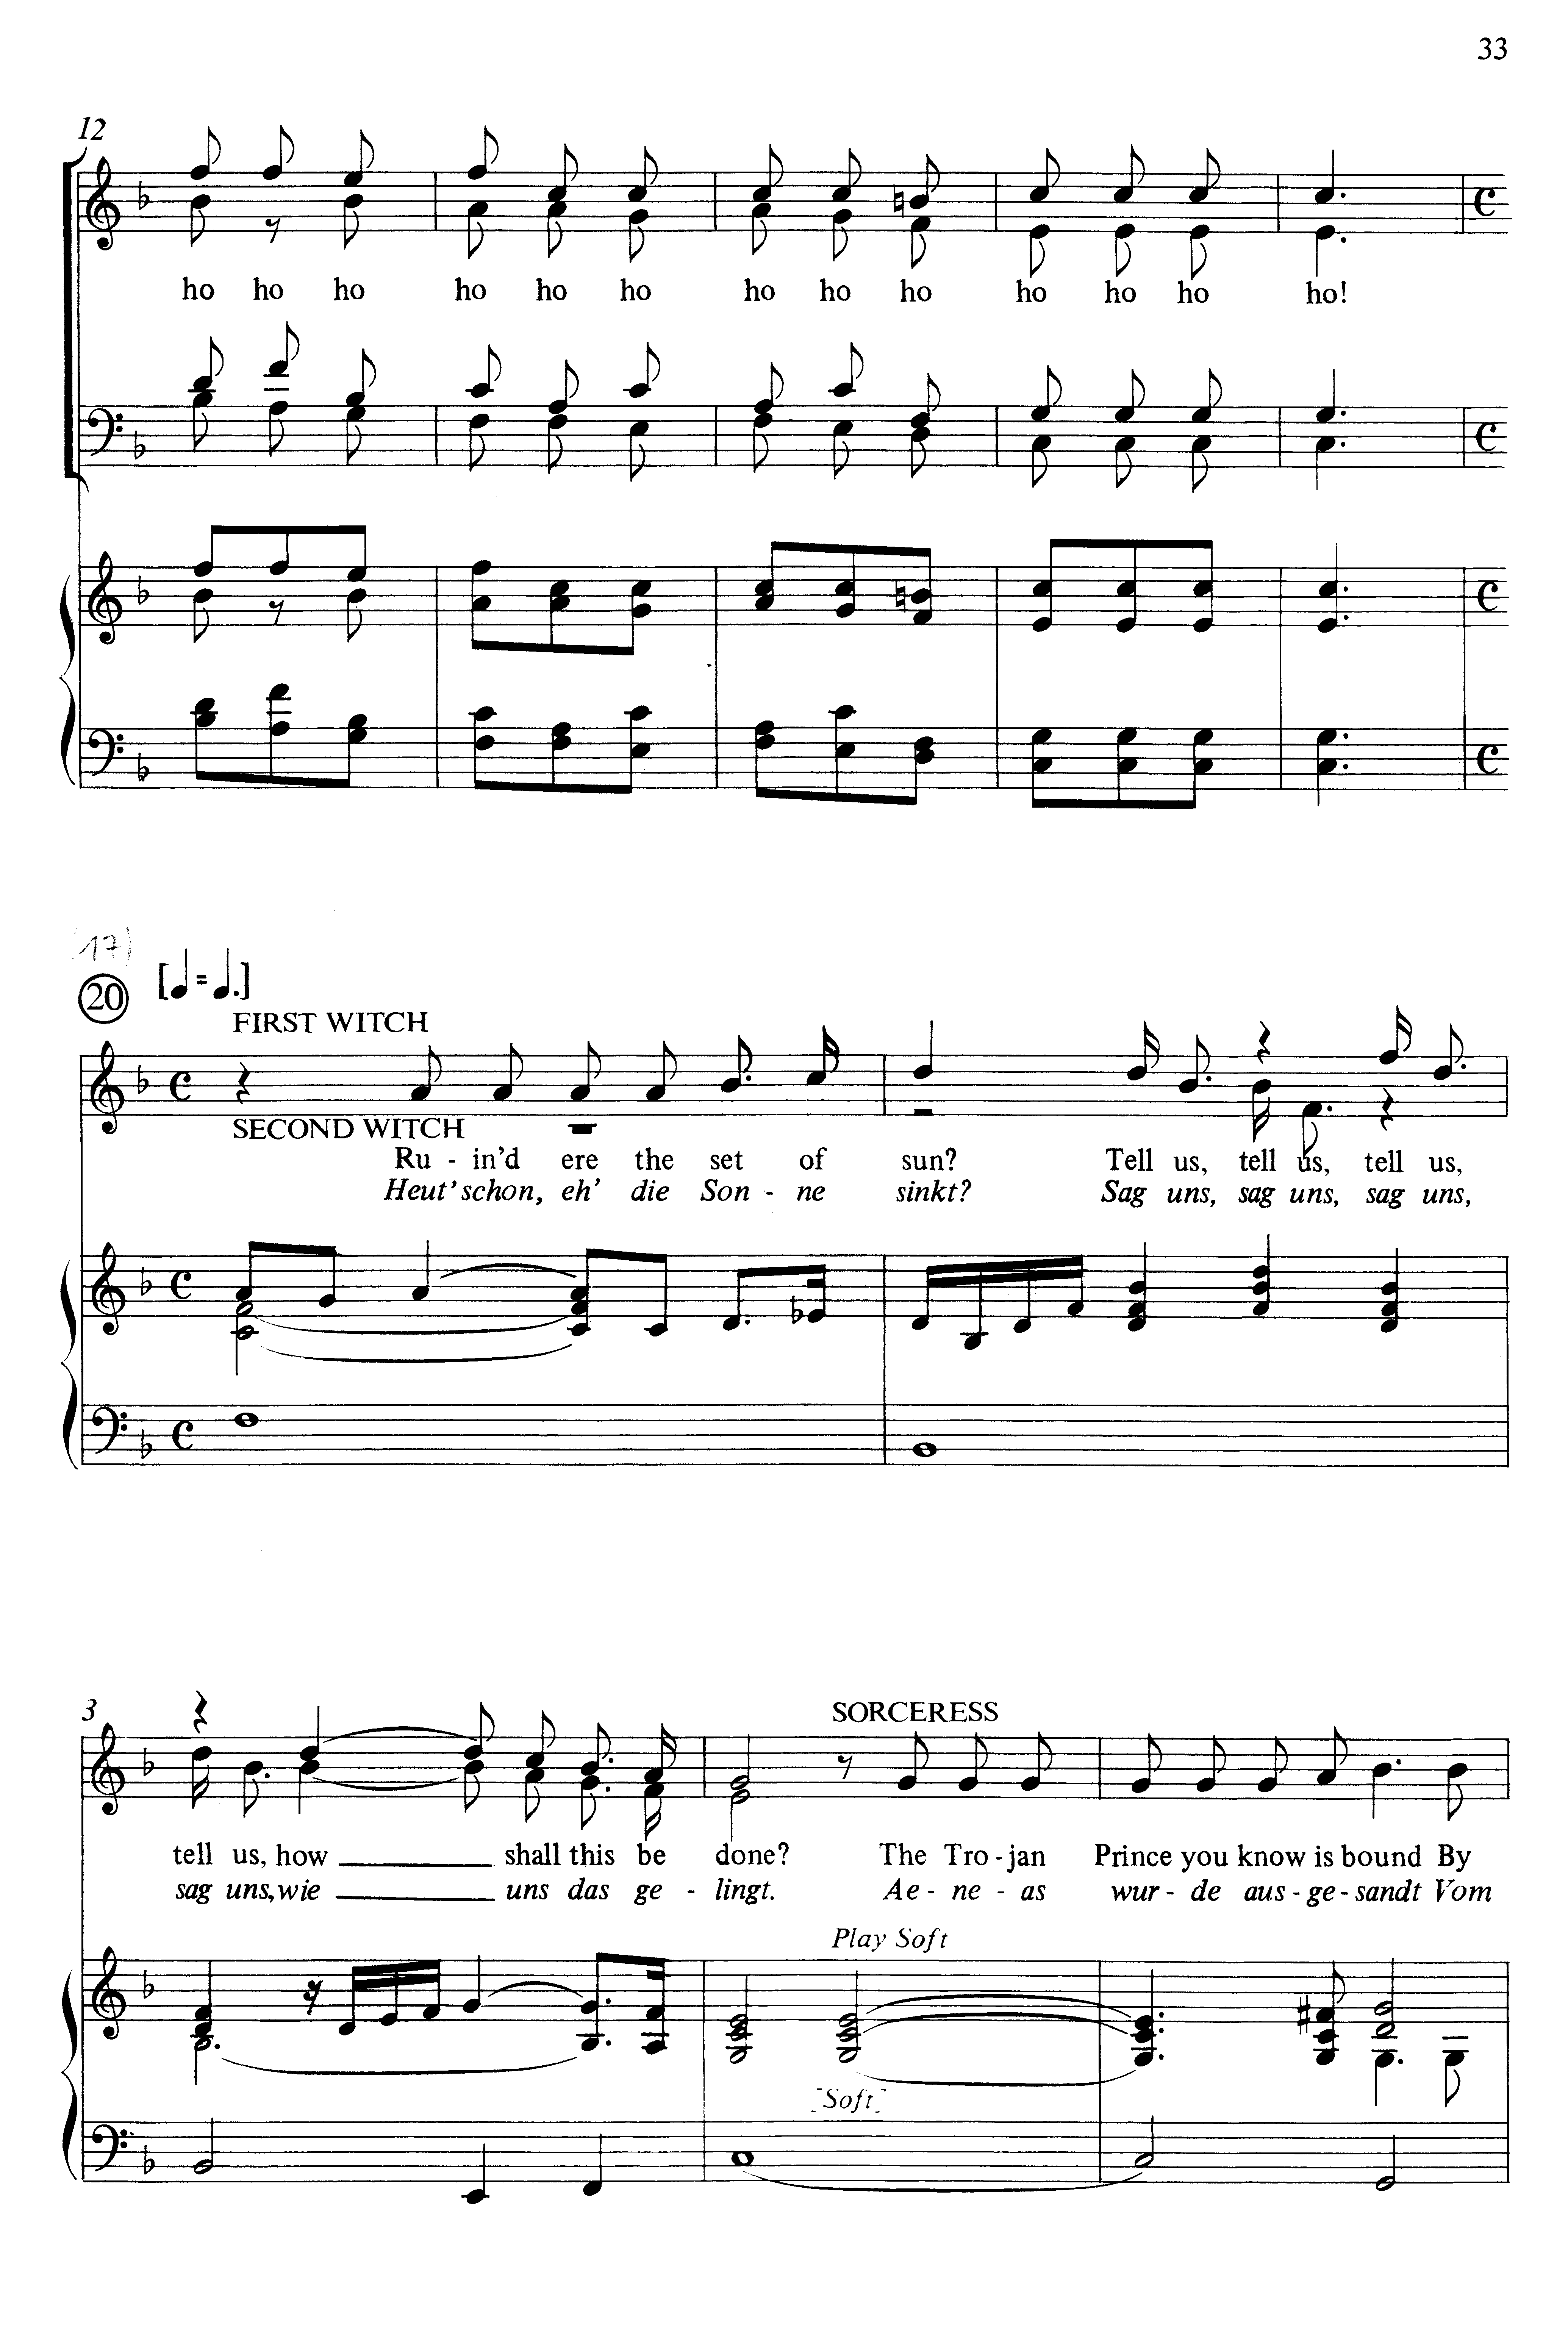 33
12
ho ho ho ho ho ho ho ho ho ho ho ho ho!
(17)
20 [♩ = ♩.]
FIRST WITCH
SECOND WITCH
Ru - in'd ere the set of sun? Tell us, tell us, tell us,
Heut' schon, eh' die Son - ne sinkt? Sag uns, sag uns, sag uns,
3
SORCERESS
tell us, how shall this be done? The Tro - jan Prince you know is bound By
sag uns, wie uns das ge - lingt. Ae - ne - as wur - de aus - ge - sandt Vom
Play Soft
[Soft]